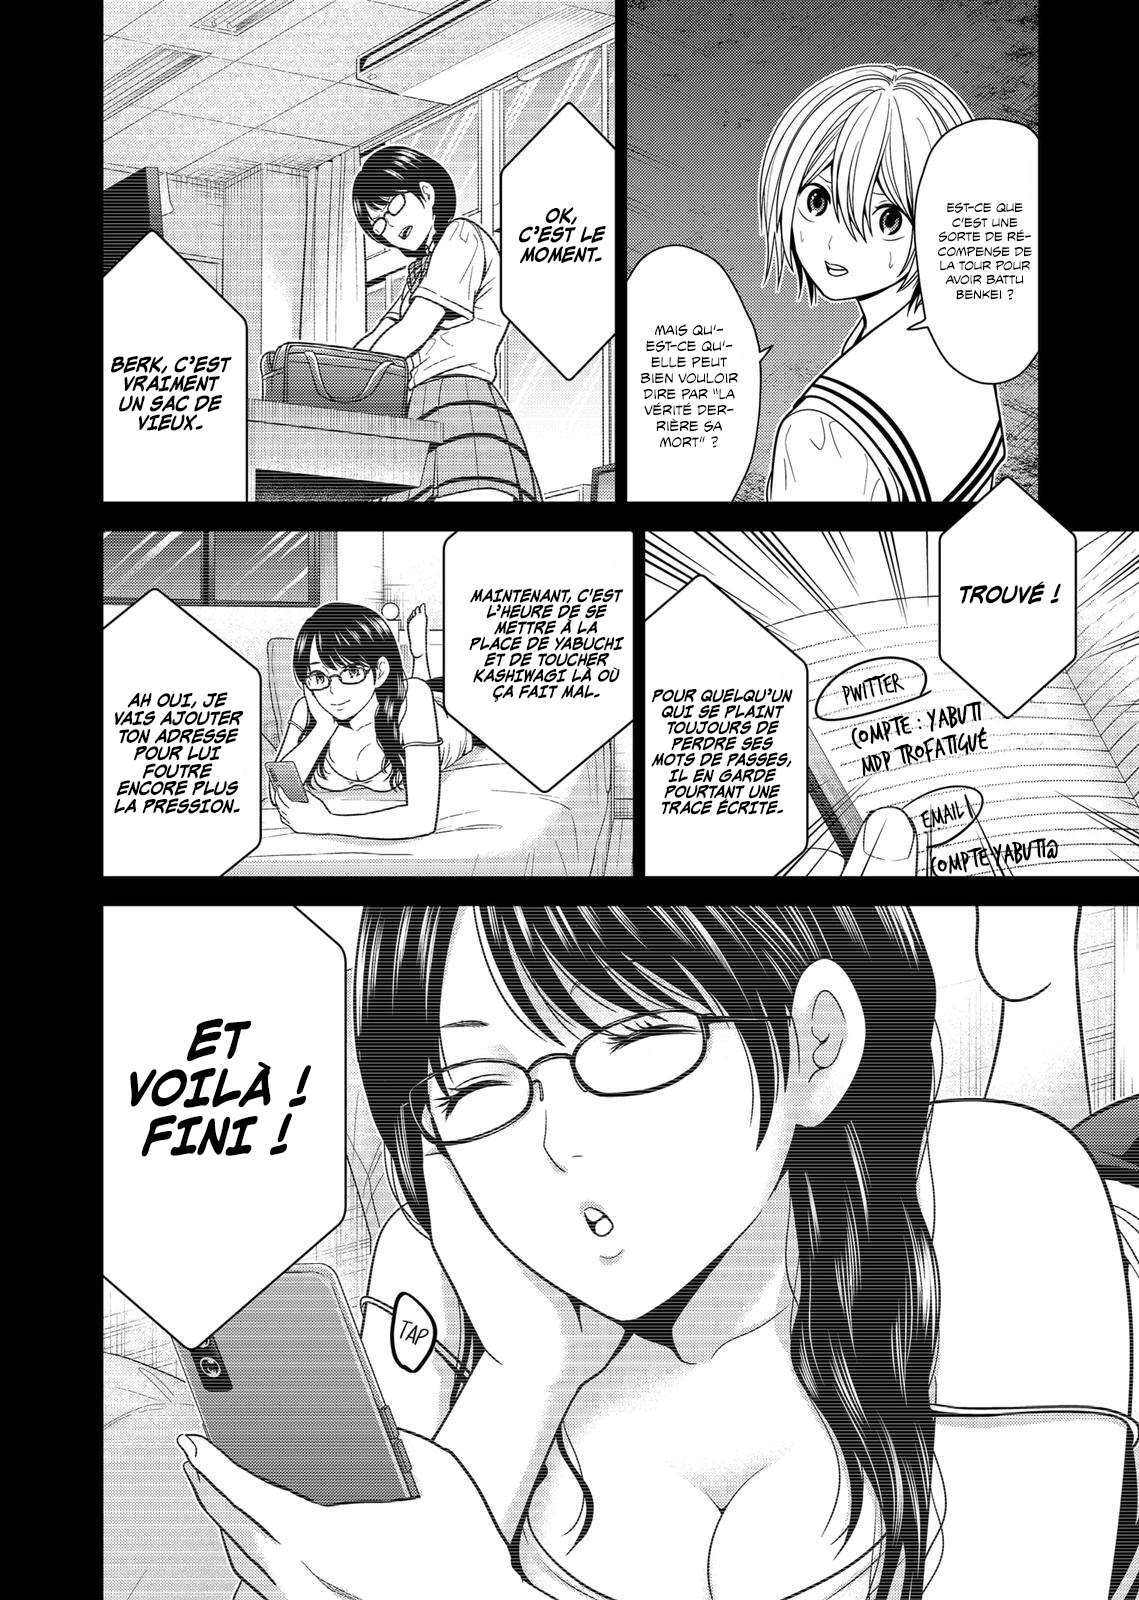 EST-CE QUE
C'EST UNE
SORTE DE RÉ-
COMPENSE DE
LA TOUR POUR
AVOIR BATTU
BENKEI ?
MAIS QU'-
EST-CE QU'-
ELLE PEUT
BIEN VOULOIR
DIRE PAR "LA
VÉRITÉ DER-
RIÈRE SA
MORT" ?
OK,
C'EST LE
MOMENT.
BERK, C'EST
VRAIMENT
UN SAC DE
VIEUX.
TROUVÉ !
PWITTER
COMPTE : YABUTI
MDP TROFATIGUÉ
EMAIL
COMPTE YABUTI@
POUR QUELQU'UN
QUI SE PLAINT
TOUJOURS DE
PERDRE SES
MOTS DE PASSES,
IL EN GARDE
POURTANT UNE
TRACE ÉCRITE.
MAINTENANT, C'EST
L'HEURE DE SE
METTRE À LA
PLACE DE YABUCHI
ET DE TOUCHER
KASHIWAGI LÀ OÙ
ÇA FAIT MAL.
AH OUI, JE
VAIS AJOUTER
TON ADRESSE
POUR LUI
FOUTRE
ENCORE PLUS
LA PRESSION.
ET
VOILÀ !
FINI !
TAP